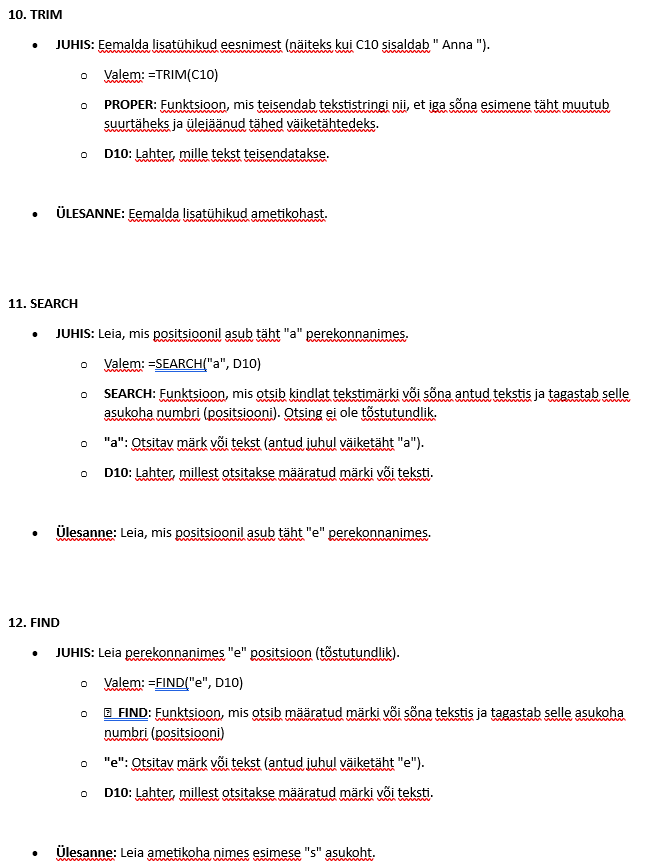 10. TRIM
• JUHIS: Eemalda lisatühikud eesnimest (näiteks kui C10 sisaldab " Anna ").
o Valem: =TRIM(C10)
o PROPER: Funktsioon, mis teisendab tekstistringi nii, et iga sõna esimene täht muutub
suurtäheks ja ülejäänud tähed väiketähtedeks.
o D10: Lahter, mille tekst teisendatakse.
• ÜLESANNE: Eemalda lisatühikud ametikohast.
11. SEARCH
• JUHIS: Leia, mis positsioonil asub täht "a" perekonnanimes.
o Valem: =SEARCH("a", D10)
o SEARCH: Funktsioon, mis otsib kindlat tekstimärki või sõna antud tekstis ja tagastab selle
asukoha numbri (positsiooni). Otsing ei ole tõstutundlik.
o "a": Otsitav märk või tekst (antud juhul väiketäht "a").
o D10: Lahter, millest otsitakse määratud märki või teksti.
• Ülesanne: Leia, mis positsioonil asub täht "e" perekonnanimes.
12. FIND
• JUHIS: Leia perekonnanimes "e" positsioon (tõstutundlik).
o Valem: =FIND("e", D10)
o FIND: Funktsioon, mis otsib määratud märki või sõna tekstis ja tagastab selle asukoha
numbri (positsiooni)
o "e": Otsitav märk või tekst (antud juhul väiketäht "e").
o D10: Lahter, millest otsitakse määratud märki või teksti.
• Ülesanne: Leia ametikoha nimes esimese "s" asukoht.